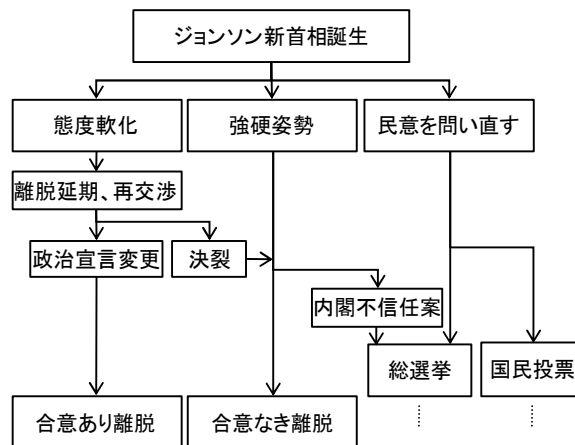 ジョンソン新首相誕生
態度軟化
強硬姿勢
民意を問い直す
離脱延期、再交渉
政治宣言変更
決裂
内閣不信任案
総選挙
国民投票
合意あり離脱
合意なき離脱